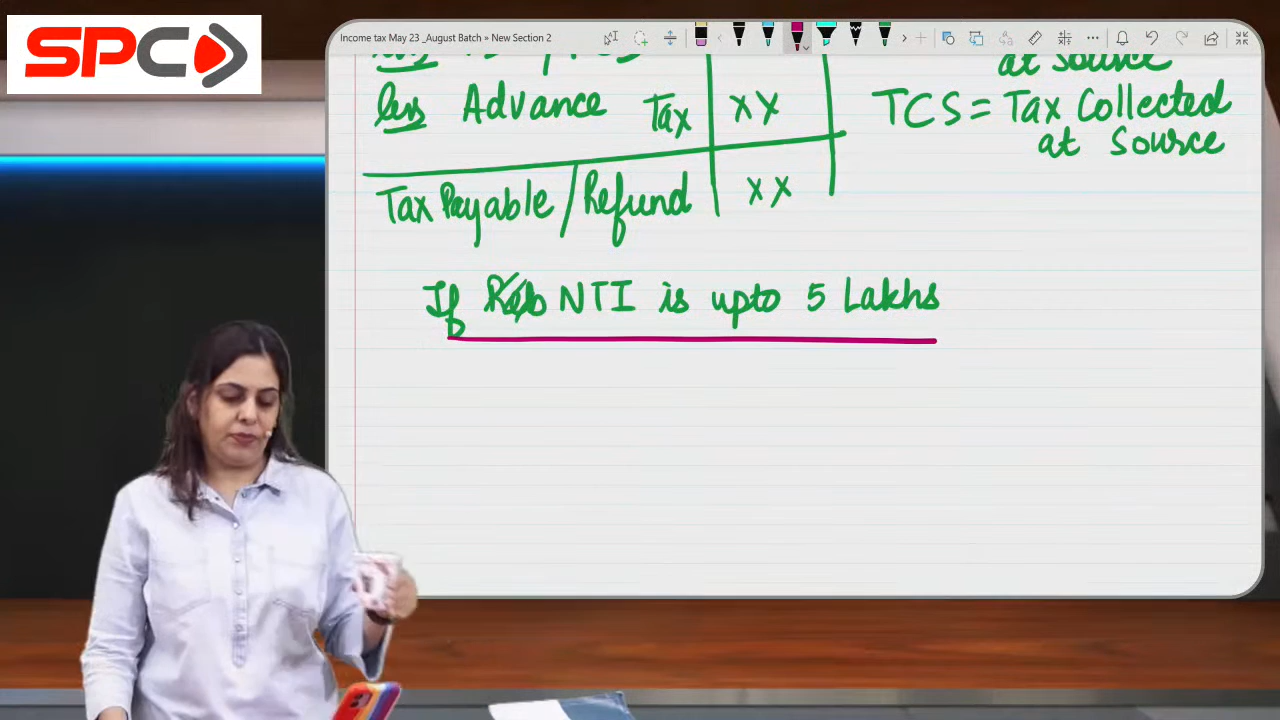 SPC
Income tax May 23 _August Batch » New Section 2
at source
less Advance Tax XX
TCS = Tax Collected
at Source
Tax Payable / Refund XX
If NTI is upto 5 Lakhs